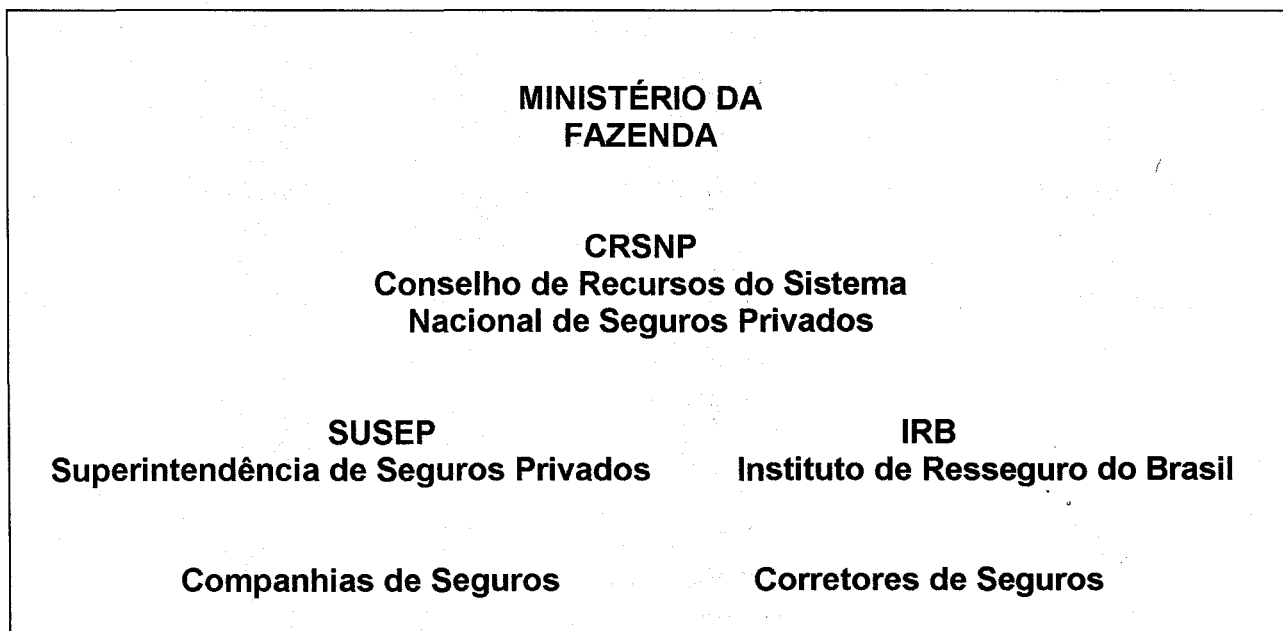 MINISTÉRIO DA
FAZENDA
CRSNP
Conselho de Recursos do Sistema
Nacional de Seguros Privados
SUSEP
Superintendência de Seguros Privados
IRB
Instituto de Resseguro do Brasil
Companhias de Seguros
Corretores de Seguros